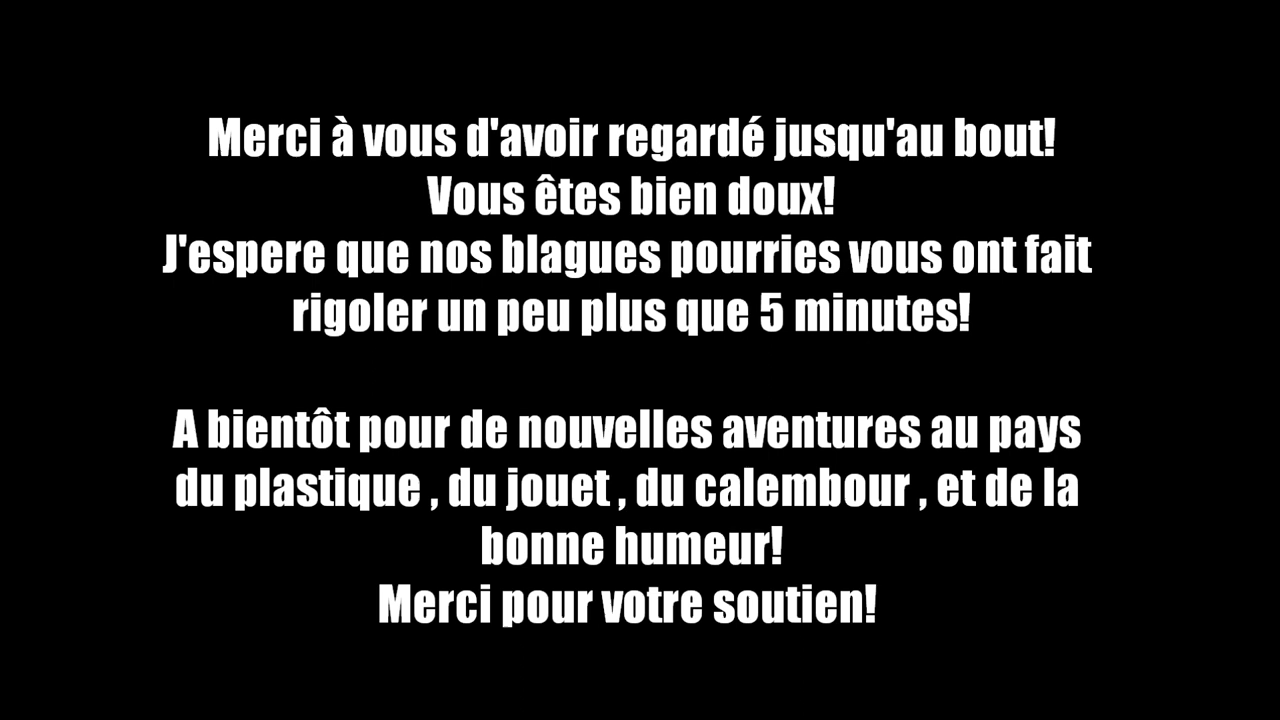 Merci à vous d'avoir regardé jusqu'au bout!
Vous êtes bien doux!
J'espere que nos blagues pourries vous ont fait
rigoler un peu plus que 5 minutes!
A bientôt pour de nouvelles aventures au pays
du plastique , du jouet , du calembour , et de la
bonne humeur!
Merci pour votre soutien!